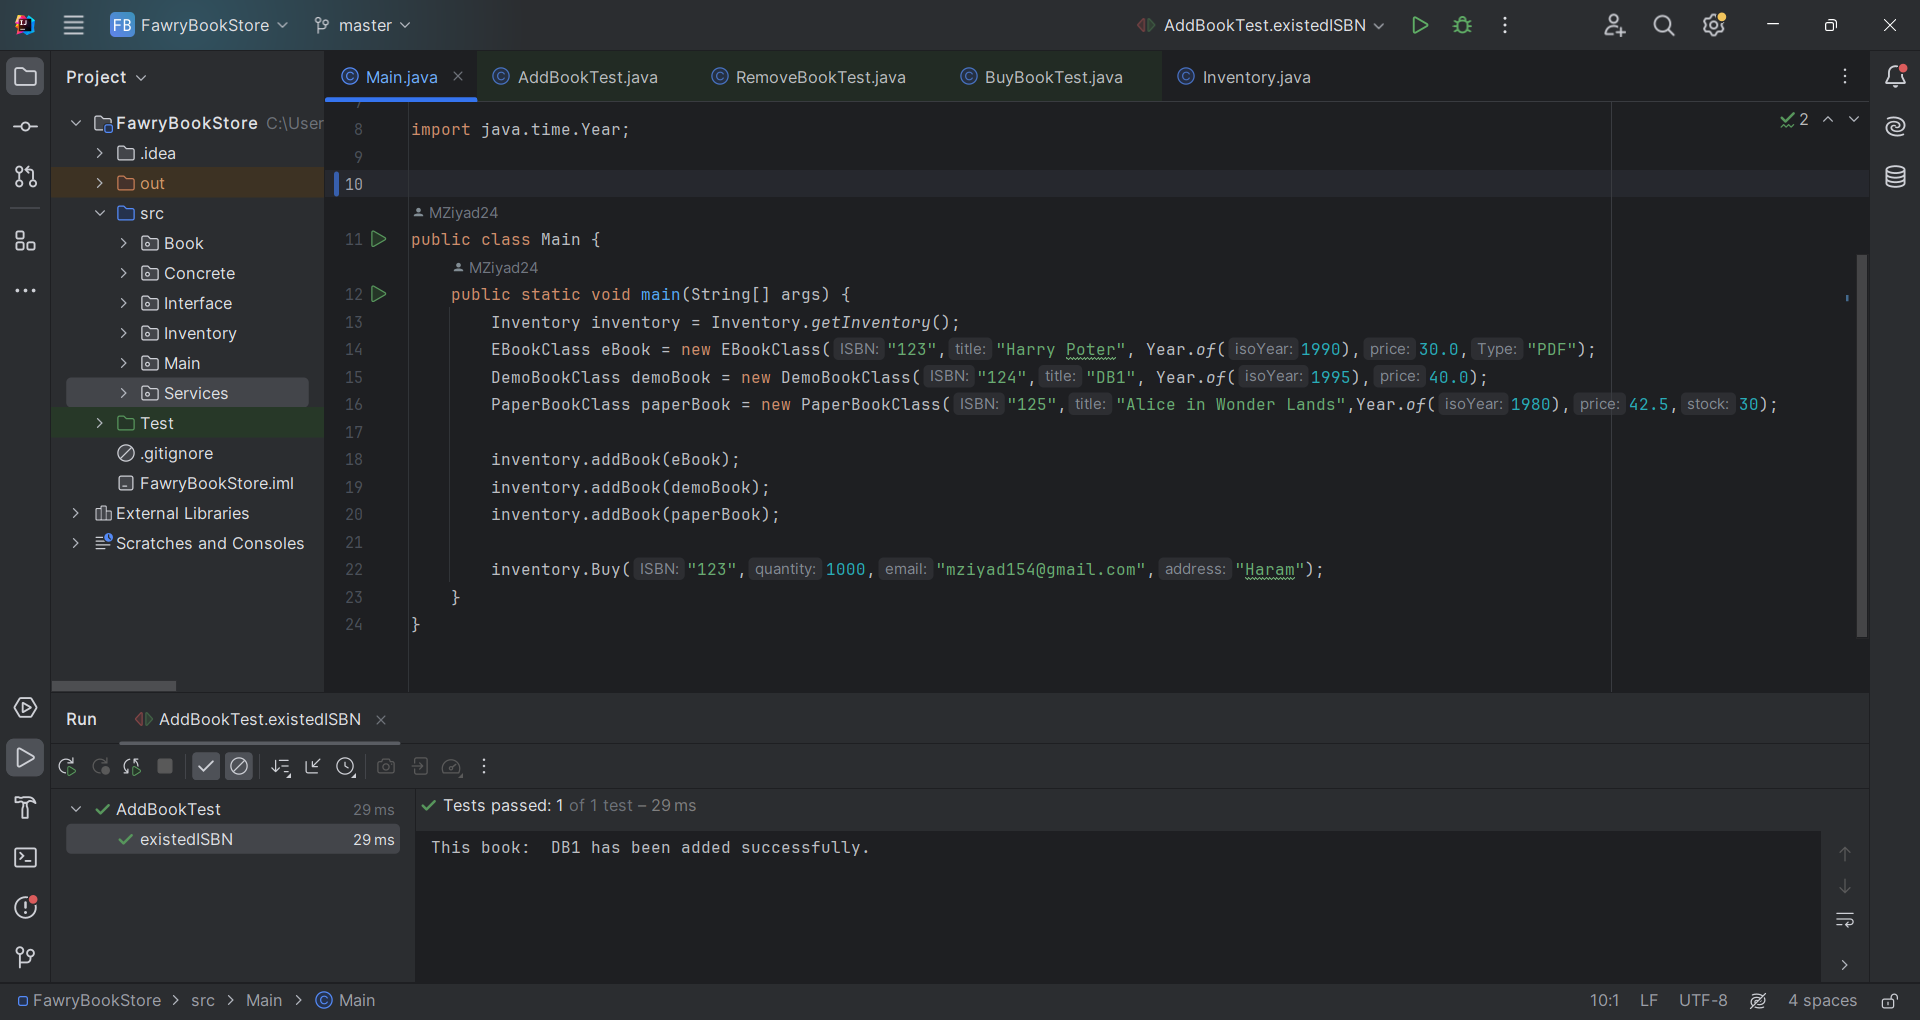 FB FawryBookStore master AddBookTest.existedISBN
Project
Main.java AddBookTest.java RemoveBookTest.java BuyBookTest.java Inventory.java
FawryBookStore C:\User
.idea
out
src
Book
Concrete
Interface
Inventory
Main
Services
Test
.gitignore
FawryBookStore.iml
External Libraries
Scratches and Consoles
2
7
8 import java.time.Year;
9
10
MZiyad24
11 public class Main {
MZiyad24
12 public static void main(String[] args) {
13 Inventory inventory = Inventory.getInventory();
14 EBookClass eBook = new EBookClass( ISBN: "123", title: "Harry Poter", Year.of( isoYear: 1990), price: 30.0, Type: "PDF");
15 DemoBookClass demoBook = new DemoBookClass( ISBN: "124", title: "DB1", Year.of( isoYear: 1995), price: 40.0);
16 PaperBookClass paperBook = new PaperBookClass( ISBN: "125", title: "Alice in Wonder Lands",Year.of( isoYear: 1980), price: 42.5, stock: 30);
17
18 inventory.addBook(eBook);
19 inventory.addBook(demoBook);
20 inventory.addBook(paperBook);
21
22 inventory.Buy( ISBN: "123", quantity: 1000, email: "mziyad154@gmail.com", address: "Haram");
23 }
24 }
Run AddBookTest.existedISBN
AddBookTest 29 ms
existedISBN 29 ms
Tests passed: 1 of 1 test – 29 ms
This book:  DB1 has been added successfully.
FawryBookStore > src > Main > Main
10:1 LF UTF-8 4 spaces